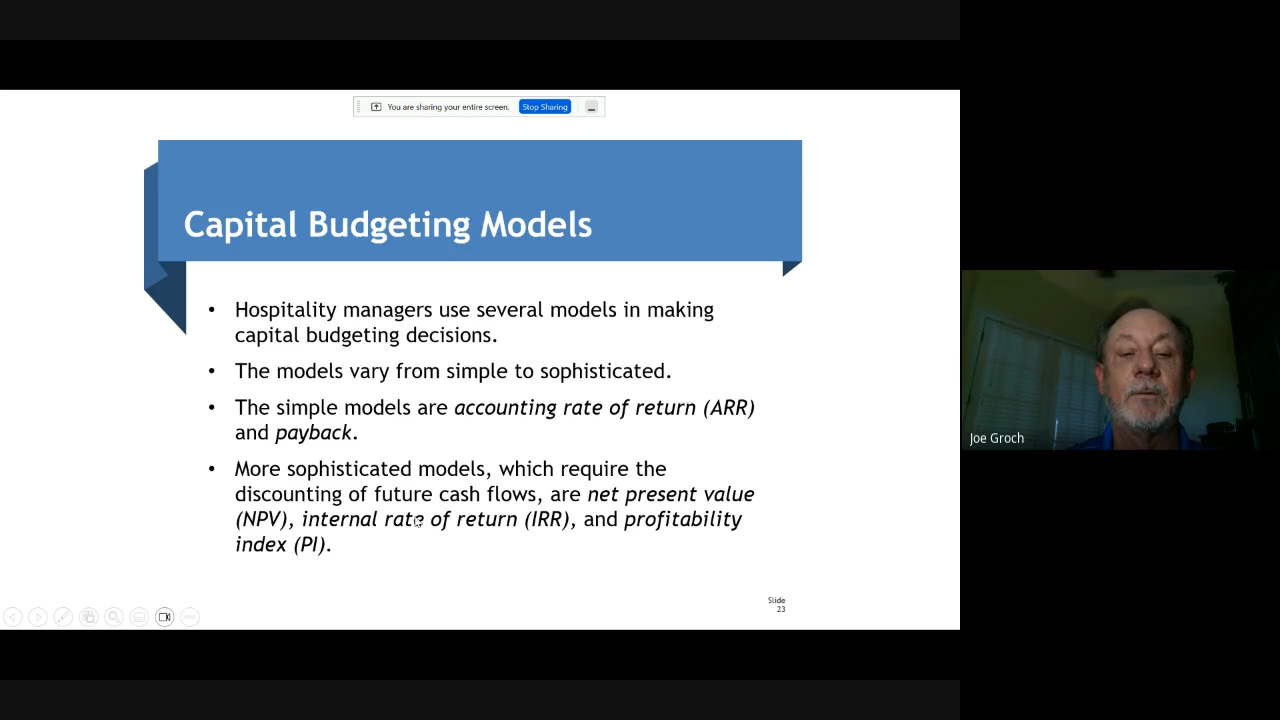 You are sharing your entire screen. Stop Sharing
Capital Budgeting Models
• Hospitality managers use several models in making
capital budgeting decisions.
• The models vary from simple to sophisticated.
• The simple models are accounting rate of return (ARR)
and payback.
• More sophisticated models, which require the
discounting of future cash flows, are net present value
(NPV), internal rate of return (IRR), and profitability
index (PI).
Slide
23
Joe Groch